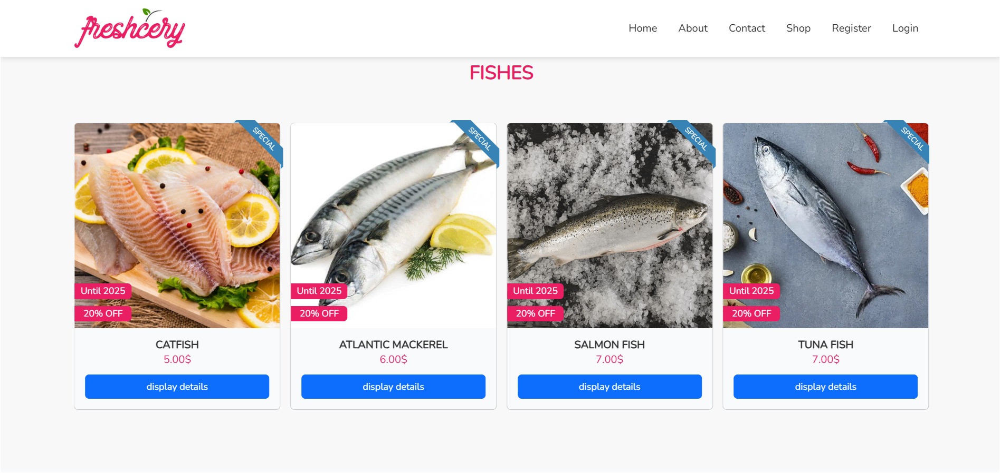 freshcery
Home About Contact Shop Register Login
FISHES
SPECIAL
Until 2025
20% OFF
CATFISH
5.00$
display details
SPECIAL
Until 2025
20% OFF
ATLANTIC MACKEREL
6.00$
display details
SPECIAL
Until 2025
20% OFF
SALMON FISH
7.00$
display details
SPECIAL
Until 2025
20% OFF
TUNA FISH
7.00$
display details